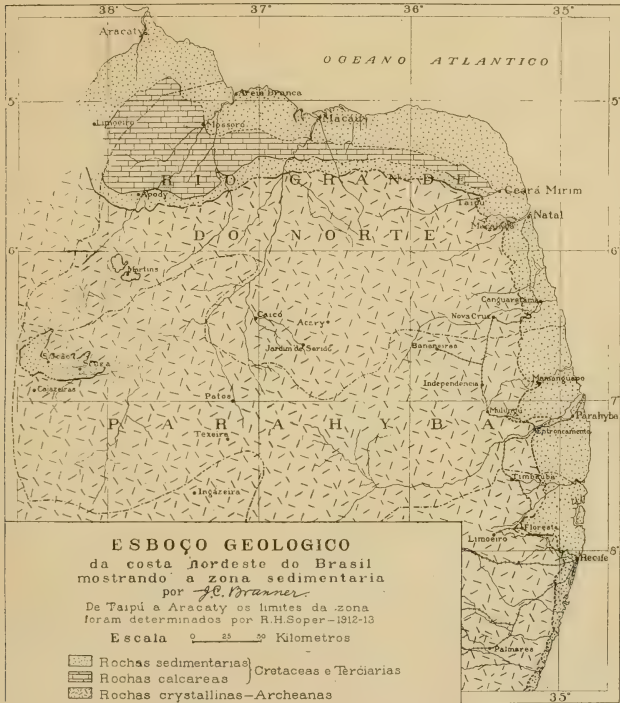 38°
37°
36°
35°
Aracaty
OCEANO ATLANTICO
Areia Branca
5°
Limoeiro
Mossoró
Macau
RIO GRANDE
Ceará Mirim
Apody
Taipú
Natal
Macahyba
DO NORTE
6°
Martins
Canguaretama
Caicó
Acary
Nova Cruz
Jardim do Seridó
Bananeiras
Souza
Independencia
Mamanguape
Cajazeiras
Patos
7°
Mulungú
Parahyba
PARAHYBA
Entroncamento
Texeira
Timbauba
Ingazeira
Floresta
Limoeiro
8°
Recife
Palmares
35°
ESBOÇO GEOLOGICO
da costa nordeste do Brasil
mostrando a zona sedimentaria
por J.C. Branner.
De Taipú a Aracaty os limites da zona
foram determinados por R.H.Soper-1912-13
Escala 0 25 50 Kilometros
Rochas sedimentarias
Rochas calcareas
Cretaceas e Terciarias
Rochas crystallinas-Archeanas